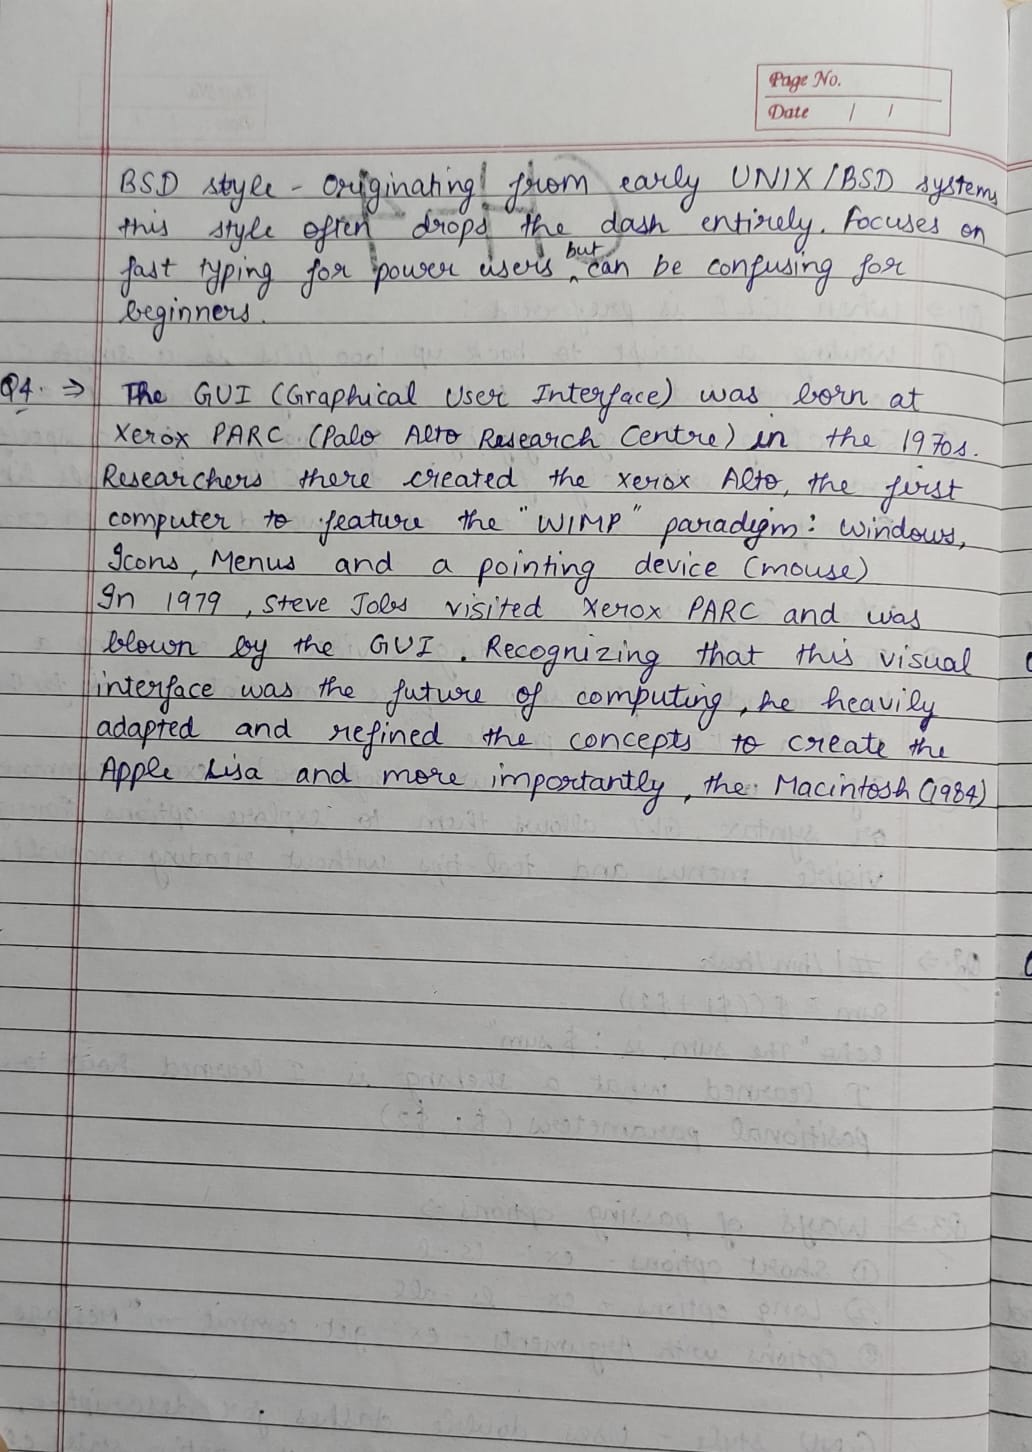 Page No.
Date / /
BSD style - originating from early UNIX/BSD systems
this style often drops the dash entirely. Focuses on
fast typing for power users but can be confusing for
beginners.
Q4. ⇒ The GUI (Graphical User Interface) was born at
Xerox PARC (Palo Alto Research Centre) in the 1970s.
Researchers there created the xerox Alto, the first
computer to feature the "WIMP" paradigm: windows,
Icons, Menus and a pointing device (mouse)
In 1979, Steve Jobs visited Xerox PARC and was
blown by the GUI. Recognizing that this visual
interface was the future of computing, he heavily
adapted and refined the concepts to create the
Apple Lisa and more importantly, the Macintosh (1984)